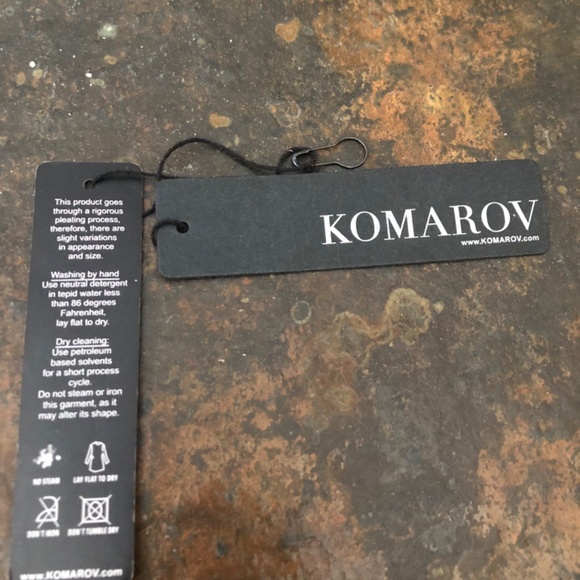 This product goes
through a rigorous
pleating process,
therefore, there are
slight variations
in appearance
and size.
Washing by hand
Use neutral detergent
in tepid water less
than 86 degrees
Fahrenheit,
lay flat to dry.
Dry cleaning:
Use petroleum
based solvents
for a short process
cycle.
Do not steam or iron
this garment, as it
may alter its shape.
NO STEAM LAY FLAT TO DRY
DON'T IRON DON'T TUMBLE DRY
www.KOMAROV.com
KOMAROV
www.KOMAROV.com